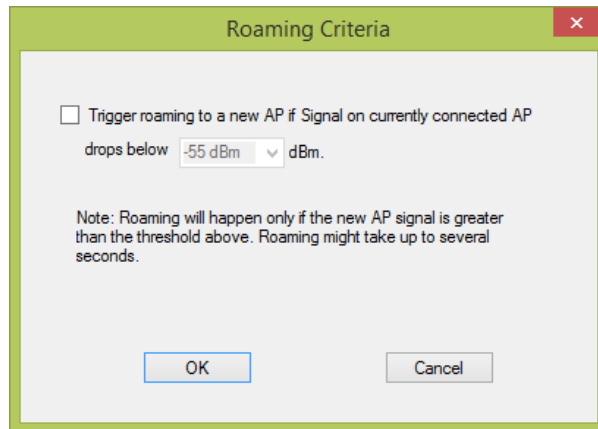 Roaming Criteria
Trigger roaming to a new AP if Signal on currently connected AP
drops below -55 dBm dBm.
Note: Roaming will happen only if the new AP signal is greater
than the threshold above. Roaming might take up to several
seconds.
OK Cancel